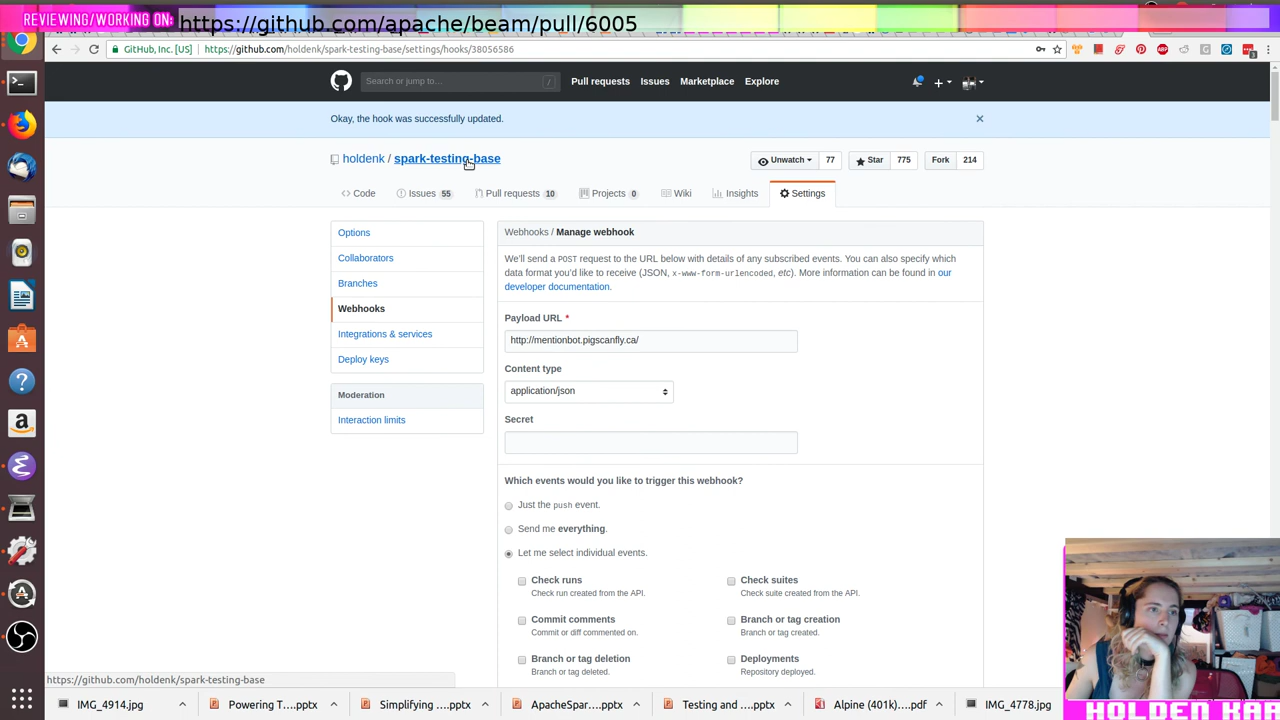 REVIEWING/WORKING ON: https://github.com/apache/beam/pull/6005
GitHub, Inc. [US] | https://github.com/holdenk/spark-testing-base/settings/hooks/38056586
Search or jump to... / Pull requests Issues Marketplace Explore
Okay, the hook was successfully updated.
holdenk / spark-testing-base Unwatch 77 Star 775 Fork 214
Code Issues 55 Pull requests 10 Projects 0 Wiki Insights Settings
Options
Collaborators
Branches
Webhooks
Integrations & services
Deploy keys
Moderation
Interaction limits
Webhooks / Manage webhook
We'll send a POST request to the URL below with details of any subscribed events. You can also specify which
data format you'd like to receive (JSON, x-www-form-urlencoded, etc). More information can be found in our
developer documentation.
Payload URL *
http://mentionbot.pigscanfly.ca/
Content type
application/json
Secret
Which events would you like to trigger this webhook?
Just the push event.
Send me everything.
Let me select individual events.
Check runs
Check run created from the API.
Check suites
Check suite created from the API.
Commit comments
Commit or diff commented on.
Branch or tag creation
Branch or tag created.
Branch or tag deletion
Branch or tag deleted.
Deployments
Repository deployed.
https://github.com/holdenk/spark-testing-base
IMG_4914.jpg Powering T....pptx Simplifying ....pptx ApacheSpar....pptx Testing and ....pptx Alpine (401k)....pdf IMG_4778.jpg
HOLDEN KAR